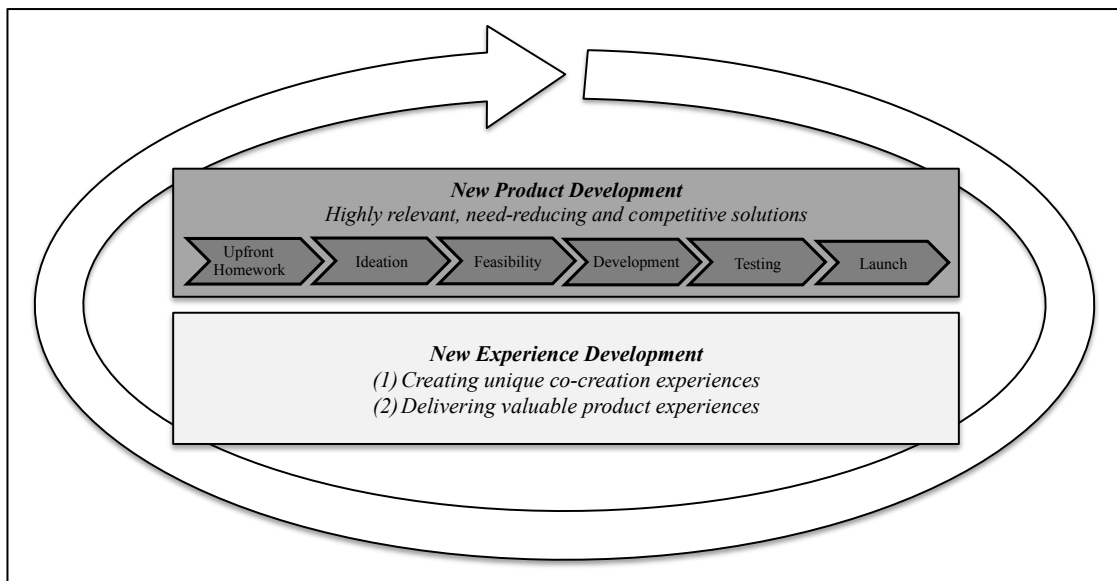 New Product Development
Highly relevant, need-reducing and competitive solutions
Upfront
Homework
Ideation
Feasibility
Development
Testing
Launch
New Experience Development
(1) Creating unique co-creation experiences
(2) Delivering valuable product experiences